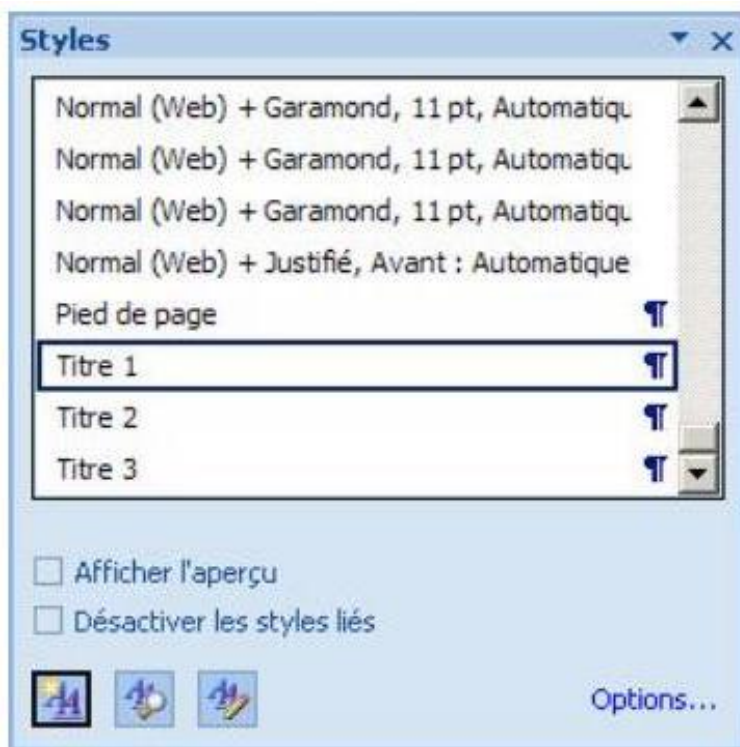 Styles
Normal (Web) + Garamond, 11 pt, Automatiqu
Normal (Web) + Garamond, 11 pt, Automatiqu
Normal (Web) + Garamond, 11 pt, Automatiqu
Normal (Web) + Justifié, Avant : Automatique
Pied de page ¶
Titre 1 ¶
Titre 2 ¶
Titre 3 ¶
Afficher l'aperçu
Désactiver les styles liés
Options...